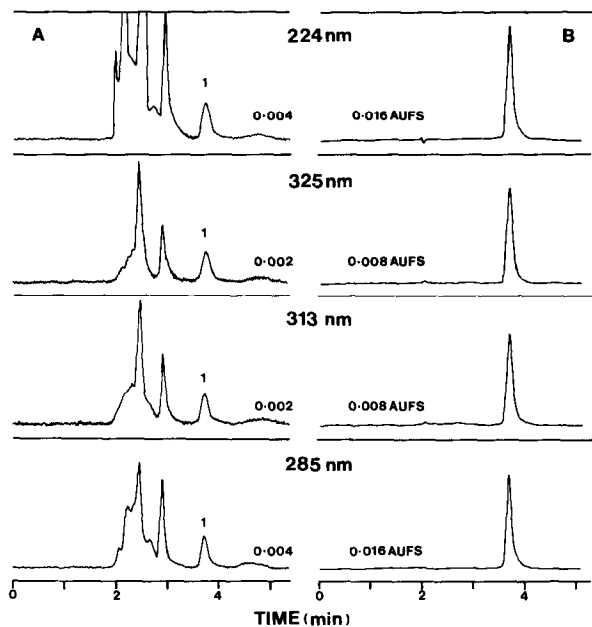 A 224 nm B
1
0·004 0·016 AUFS
325 nm
1
0·002 0·008 AUFS
313 nm
1
0·002 0·008 AUFS
285 nm
1
0·004 0·016 AUFS
0 2 4 0 2 4
TIME (min)